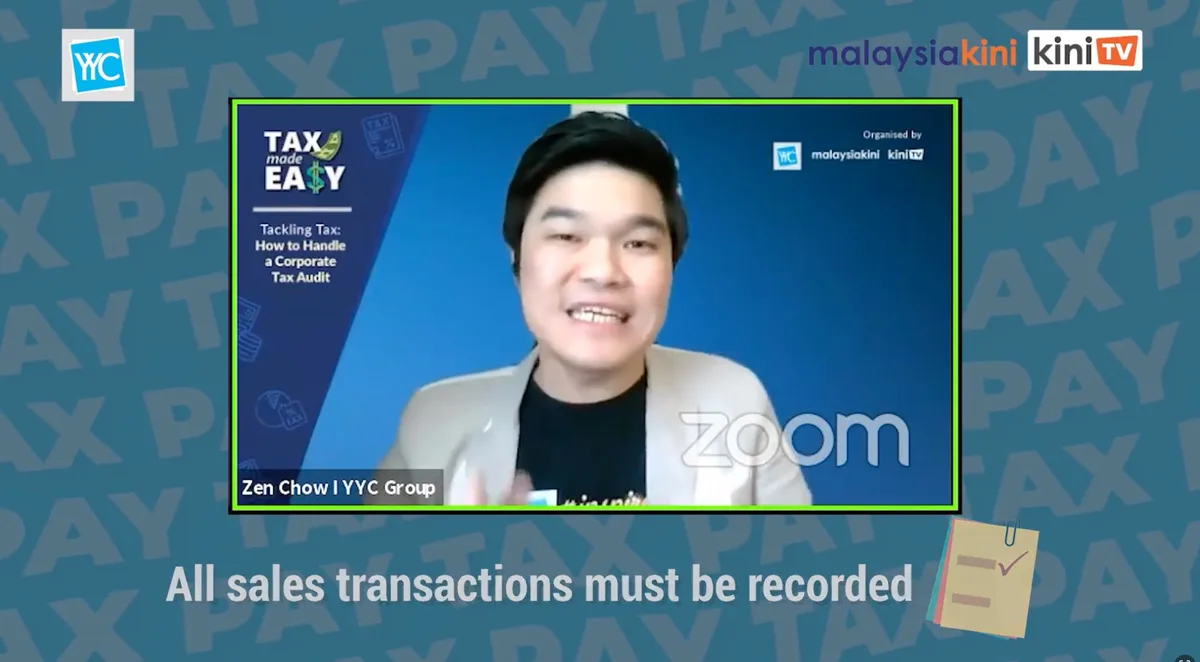 YYC
malaysiakini kiniTV
TAX
made
EA$Y
Tackling Tax:
How to Handle
a Corporate
Tax Audit
Organised by
YYC malaysiakini kiniTV
zoom
Zen Chow l YYC Group
All sales transactions must be recorded